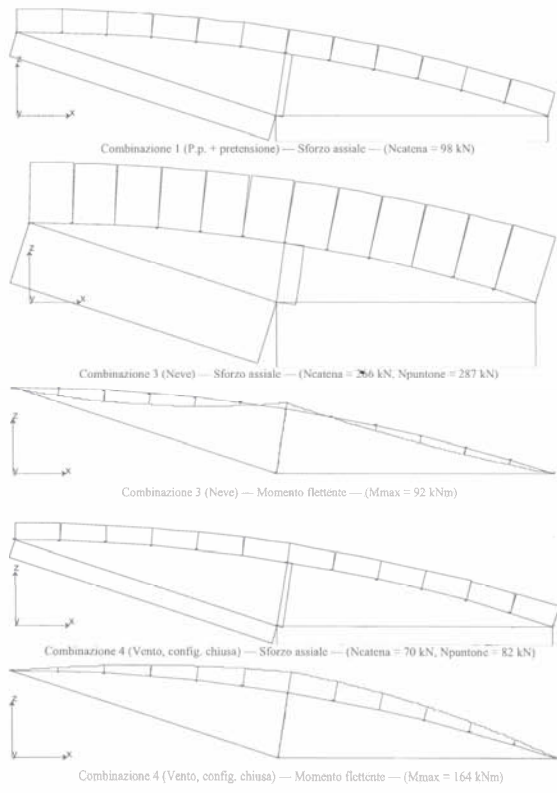 z
y
x
Combinazione 1 (P.p. + pretensione) — Sforzo assiale — (Ncatena = 98 kN)
z
y
x
Combinazione 3 (Neve) — Sforzo assiale — (Ncatena = 266 kN, Npuntone = 287 kN)
z
y
x
Combinazione 3 (Neve) — Momento flettente — (Mmax = 92 kNm)
z
y
x
Combinazione 4 (Vento, config. chiusa) — Sforzo assiale — (Ncatena = 70 kN, Npuntone = 82 kN)
z
y
x
Combinazione 4 (Vento, config. chiusa) — Momento flettente — (Mmax = 164 kNm)